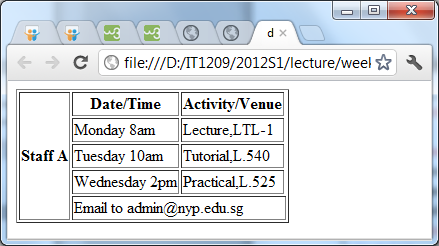 d
file:///D:/IT1209/2012S1/lecture/week
Date/Time Activity/Venue
Monday 8am Lecture,LTL-1
Staff A Tuesday 10am Tutorial,L.540
Wednesday 2pm Practical,L.525
Email to admin@nyp.edu.sg